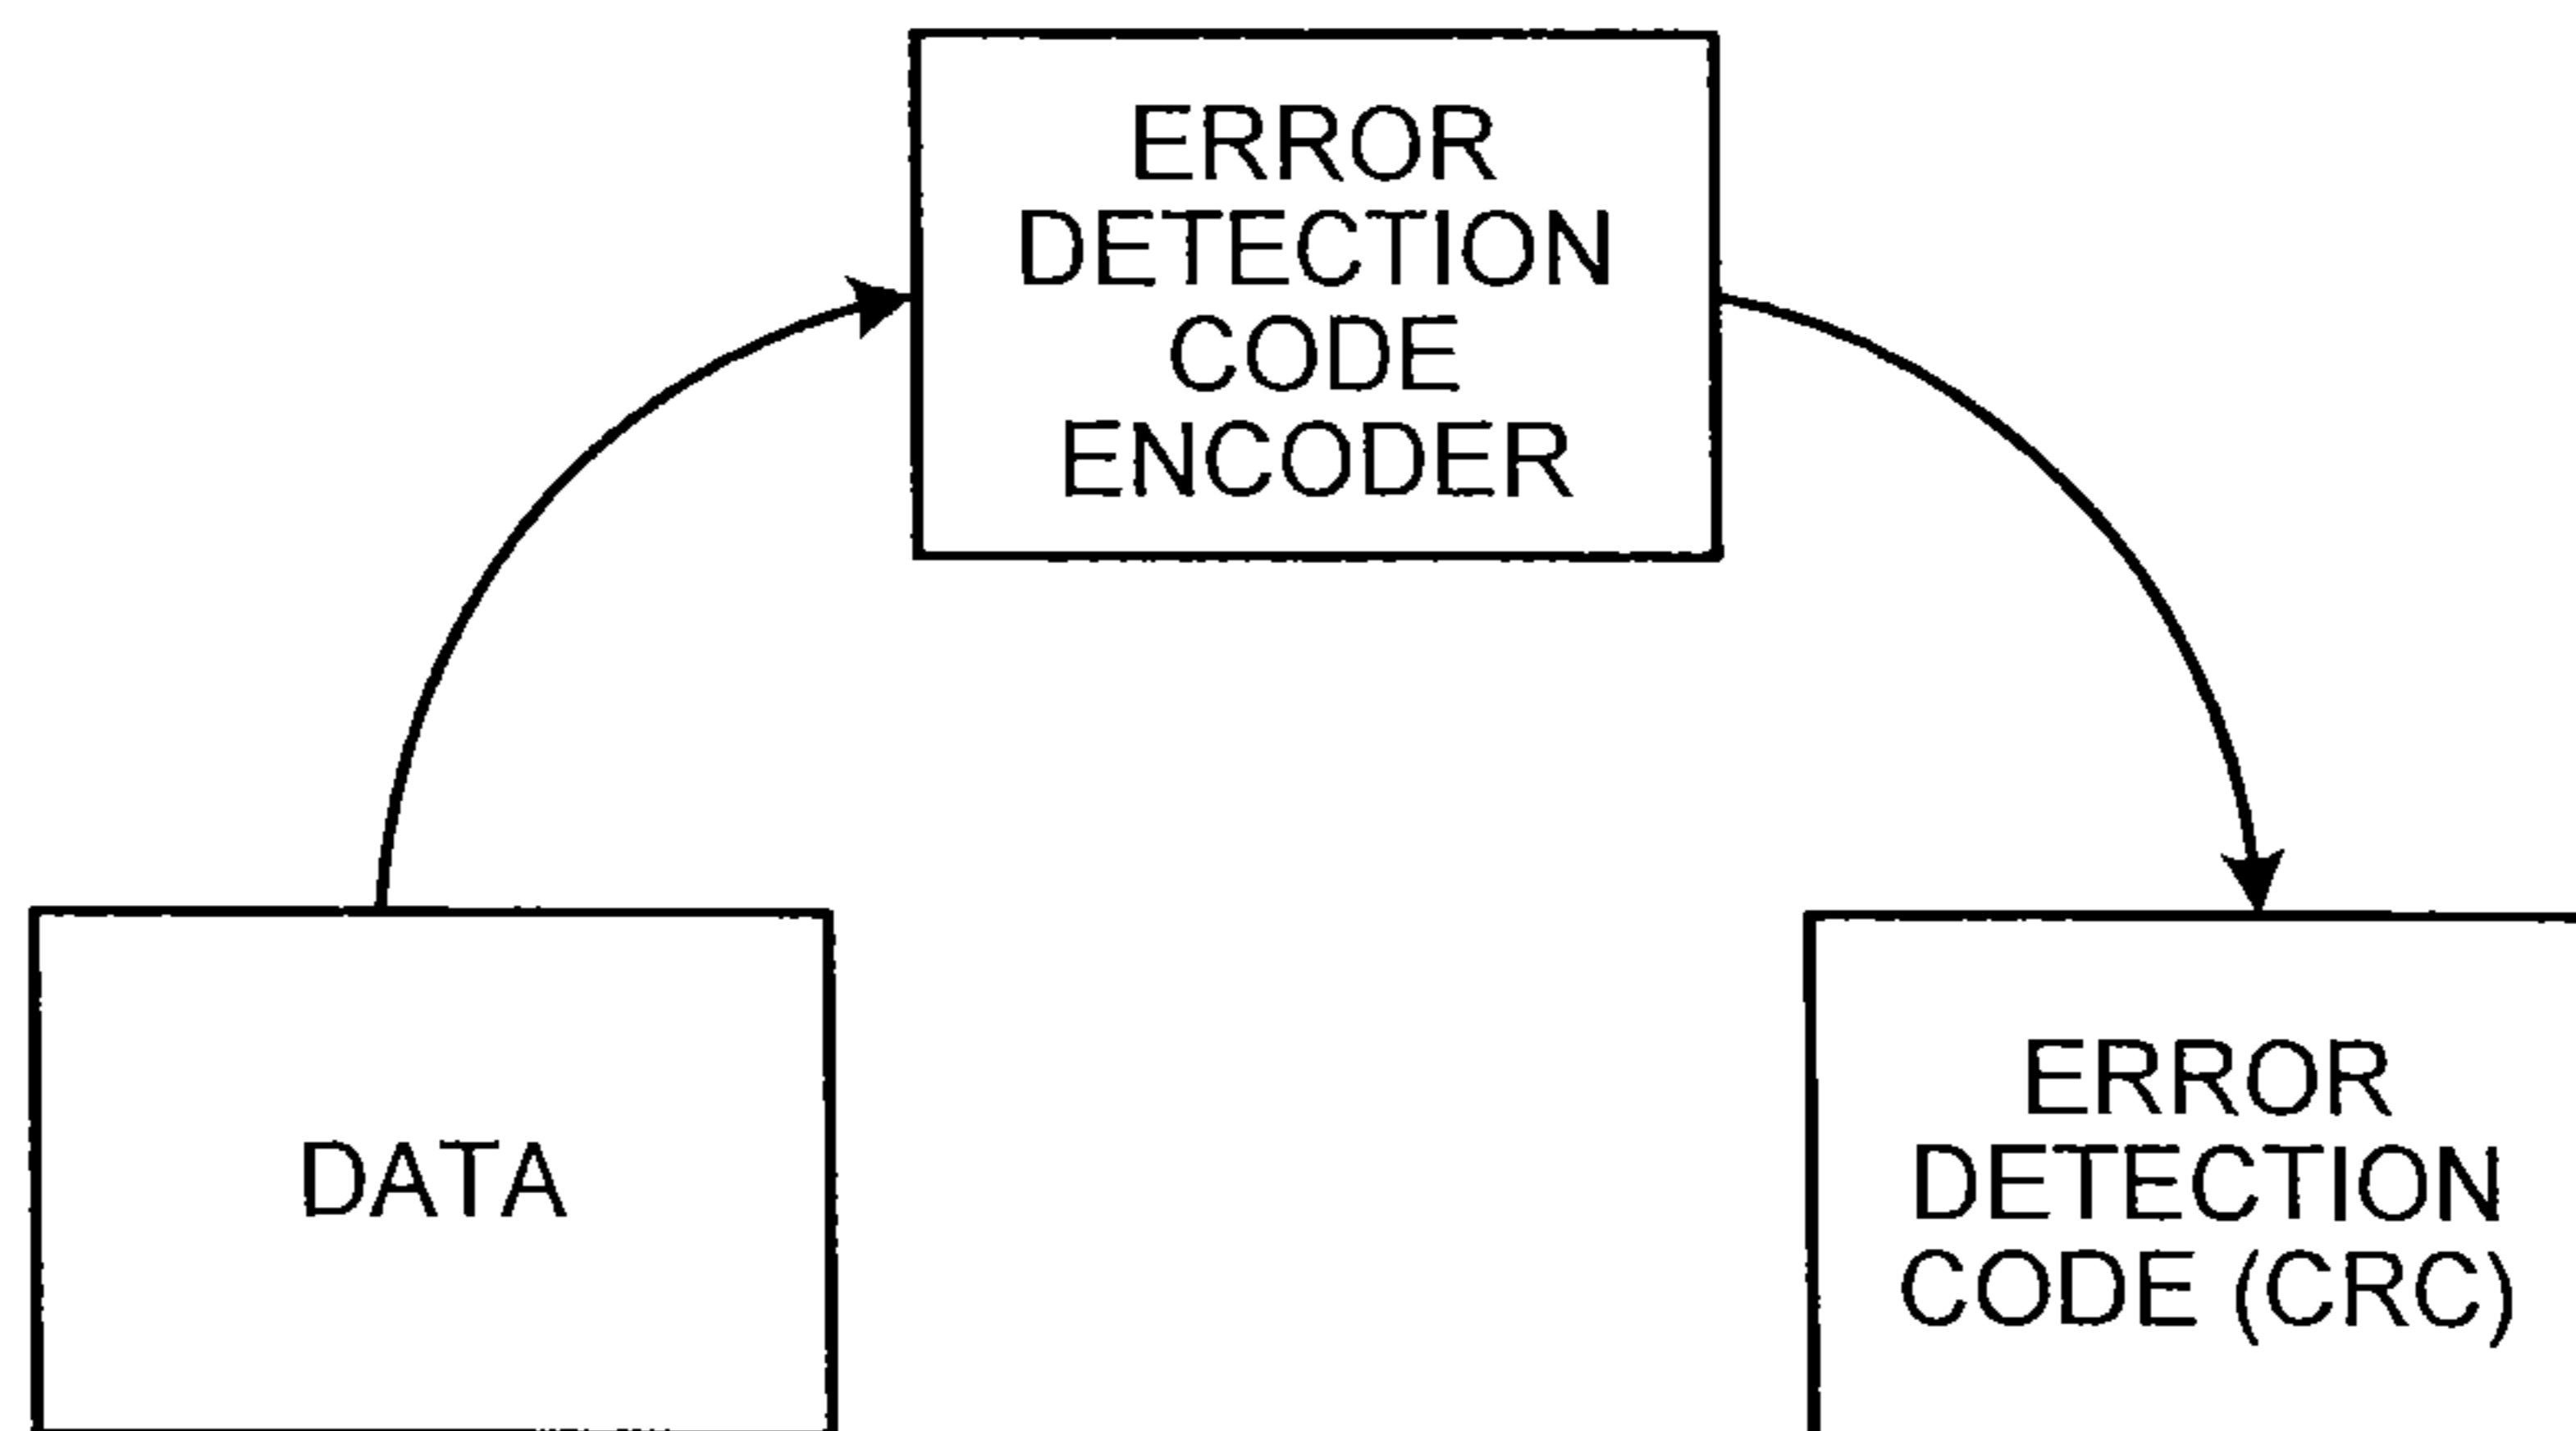 ERROR
DETECTION
CODE
ENCODER
DATA
ERROR
DETECTION
CODE (CRC)